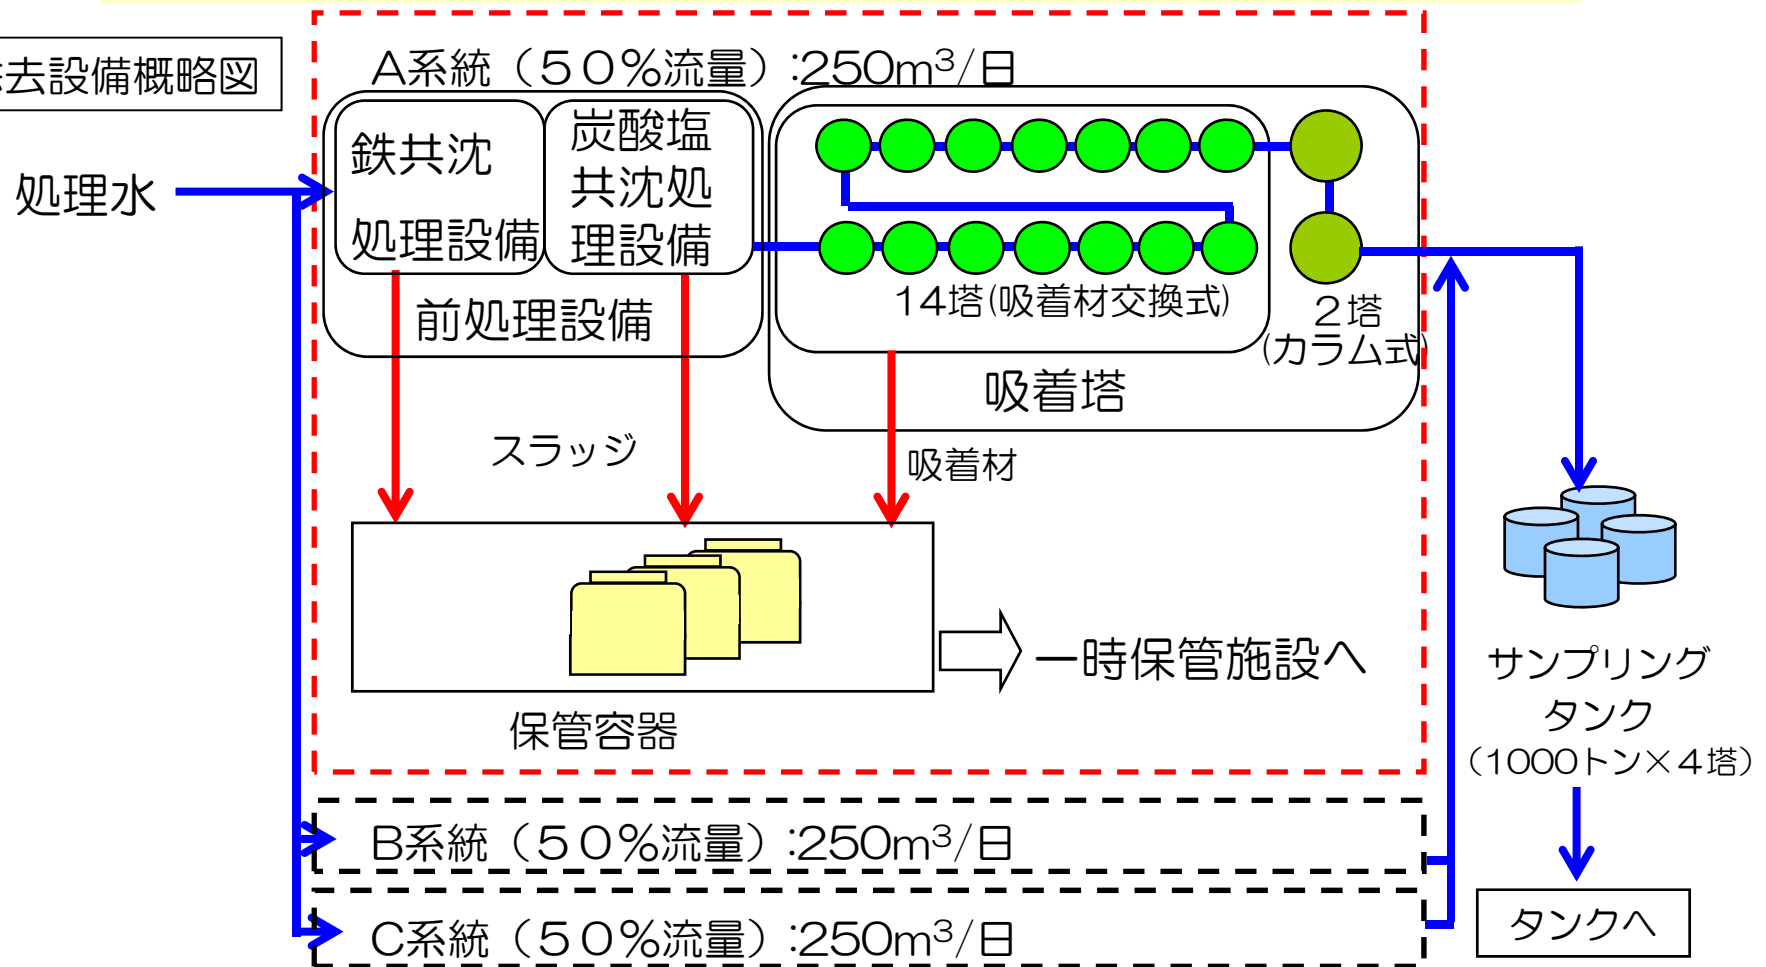 去設備概略図
A系統（５０％流量）:250m³/日
処理水
鉄共沈
処理設備
炭酸塩
共沈処
理設備
前処理設備
14塔(吸着材交換式)
２塔
(カラム式)
吸着塔
スラッジ
吸着材
一時保管施設へ
保管容器
サンプリング
タンク
（1000トン×４塔）
B系統（５０％流量）:250m³/日
C系統（５０％流量）:250m³/日
タンクへ